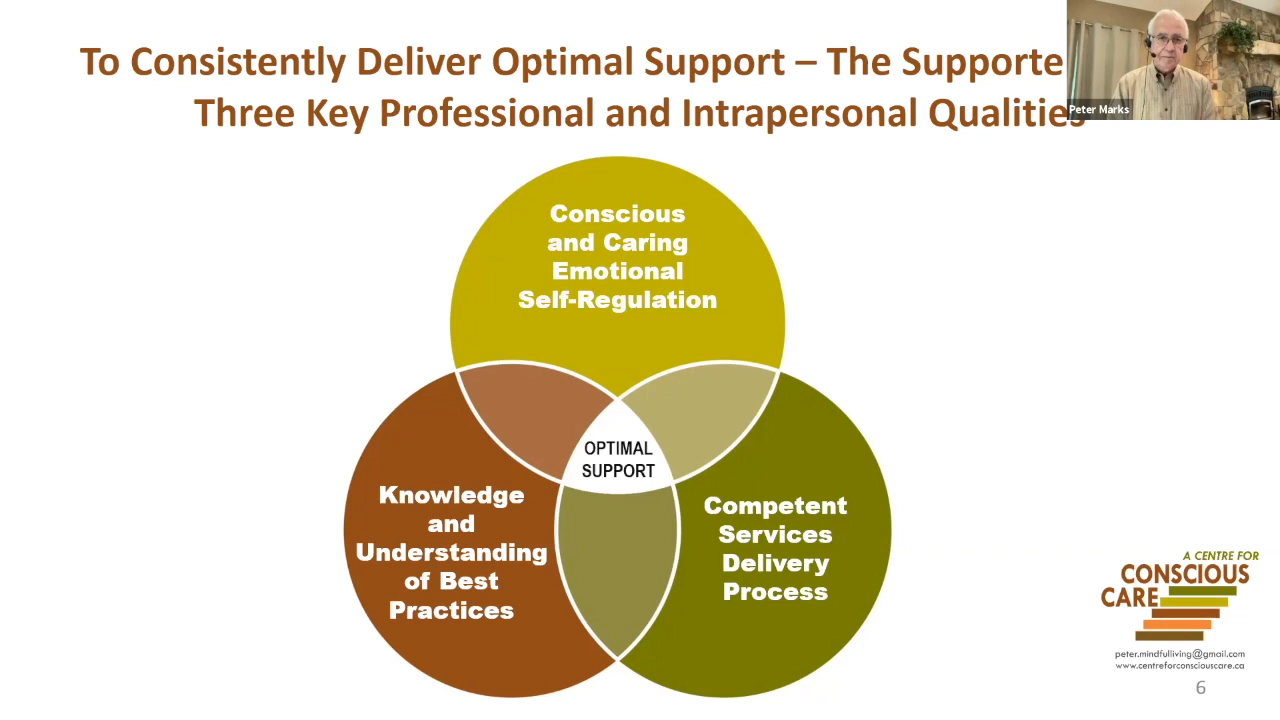 To Consistently Deliver Optimal Support – The Supporte
Three Key Professional and Intrapersonal Qualities
Peter Marks
Conscious
and Caring
Emotional
Self-Regulation
OPTIMAL
SUPPORT
Knowledge
and
Understanding
of Best
Practices
Competent
Services
Delivery
Process
A CENTRE FOR
CONSCIOUS
CARE
peter.mindfulliving@gmail.com
www.centreforconsciouscare.ca
6